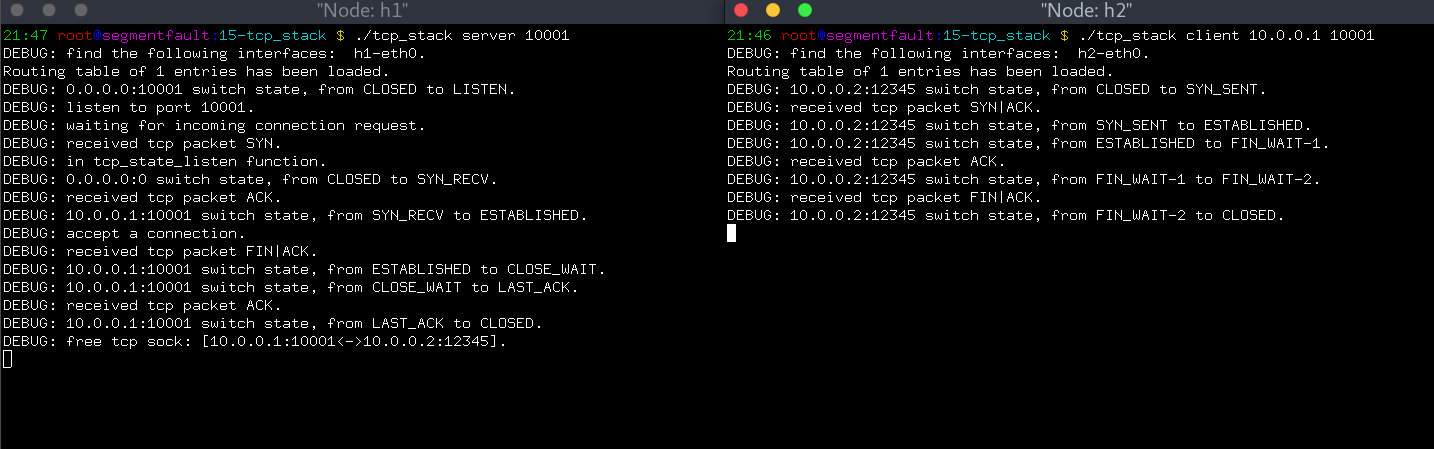 "Node: h1"
21:47 root@segmentfault:15-tcp_stack $ ./tcp_stack server 10001
DEBUG: find the following interfaces:  h1-eth0.
Routing table of 1 entries has been loaded.
DEBUG: 0.0.0.0:10001 switch state, from CLOSED to LISTEN.
DEBUG: listen to port 10001.
DEBUG: waiting for incoming connection request.
DEBUG: received tcp packet SYN.
DEBUG: in tcp_state_listen function.
DEBUG: 0.0.0.0:0 switch state, from CLOSED to SYN_RECV.
DEBUG: received tcp packet ACK.
DEBUG: 10.0.0.1:10001 switch state, from SYN_RECV to ESTABLISHED.
DEBUG: accept a connection.
DEBUG: received tcp packet FIN|ACK.
DEBUG: 10.0.0.1:10001 switch state, from ESTABLISHED to CLOSE_WAIT.
DEBUG: 10.0.0.1:10001 switch state, from CLOSE_WAIT to LAST_ACK.
DEBUG: received tcp packet ACK.
DEBUG: 10.0.0.1:10001 switch state, from LAST_ACK to CLOSED.
DEBUG: free tcp sock: [10.0.0.1:10001<->10.0.0.2:12345].
"Node: h2"
21:46 root@segmentfault:15-tcp_stack $ ./tcp_stack client 10.0.0.1 10001
DEBUG: find the following interfaces:  h2-eth0.
Routing table of 1 entries has been loaded.
DEBUG: 10.0.0.2:12345 switch state, from CLOSED to SYN_SENT.
DEBUG: received tcp packet SYN|ACK.
DEBUG: 10.0.0.2:12345 switch state, from SYN_SENT to ESTABLISHED.
DEBUG: 10.0.0.2:12345 switch state, from ESTABLISHED to FIN_WAIT-1.
DEBUG: received tcp packet ACK.
DEBUG: 10.0.0.2:12345 switch state, from FIN_WAIT-1 to FIN_WAIT-2.
DEBUG: received tcp packet FIN|ACK.
DEBUG: 10.0.0.2:12345 switch state, from FIN_WAIT-2 to CLOSED.